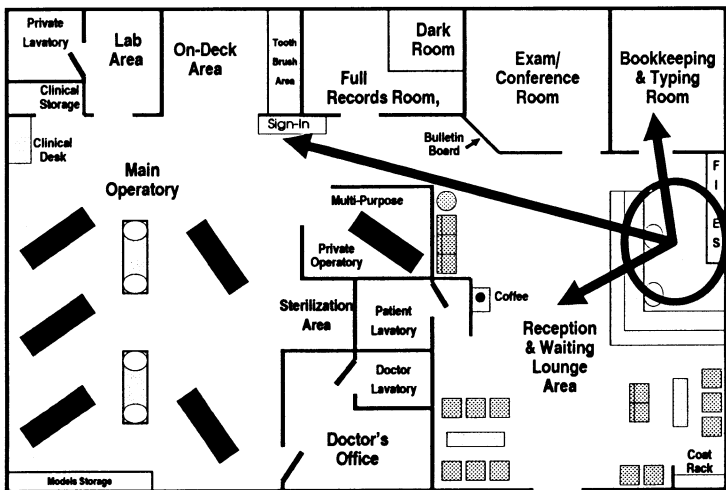 Private
Lavatory
Lab
Area
On-Deck
Area
Tooth
Brush
Area
Dark
Room
Full
Records Room,
Exam/
Conference
Room
Bookkeeping
& Typing
Room
Clinical
Storage
Sign-In
Bulletin
Board
Clinical
Desk
Main
Operatory
FILES
Multi-Purpose
Private
Operatory
Sterilization
Area
Patient
Lavatory
Coffee
Reception
& Waiting
Lounge
Area
Doctor
Lavatory
Doctor's
Office
Coat
Rack
Models Storage